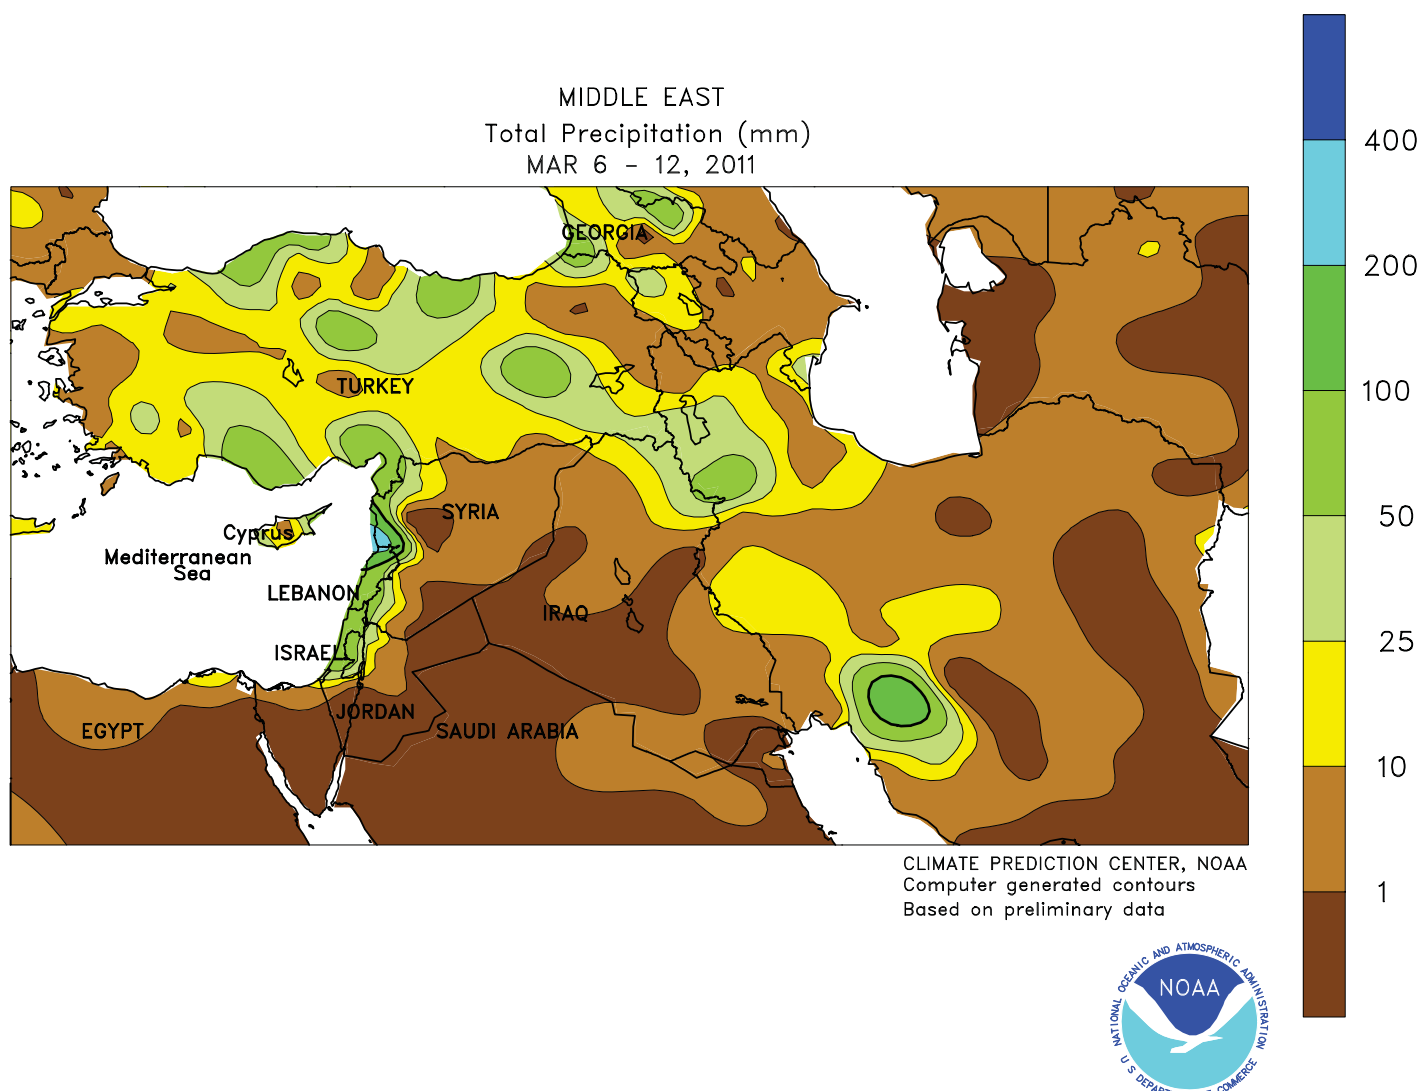 MIDDLE EAST
Total Precipitation (mm)
MAR 6 - 12, 2011
400
200
100
50
25
10
1
GEORGIA
TURKEY
SYRIA
Cyprus
Mediterranean
Sea
LEBANON
IRAQ
ISRAEL
JORDAN
EGYPT
SAUDI ARABIA
CLIMATE PREDICTION CENTER, NOAA
Computer generated contours
Based on preliminary data
NATIONAL OCEANIC AND ATMOSPHERIC ADMINISTRATION
NOAA